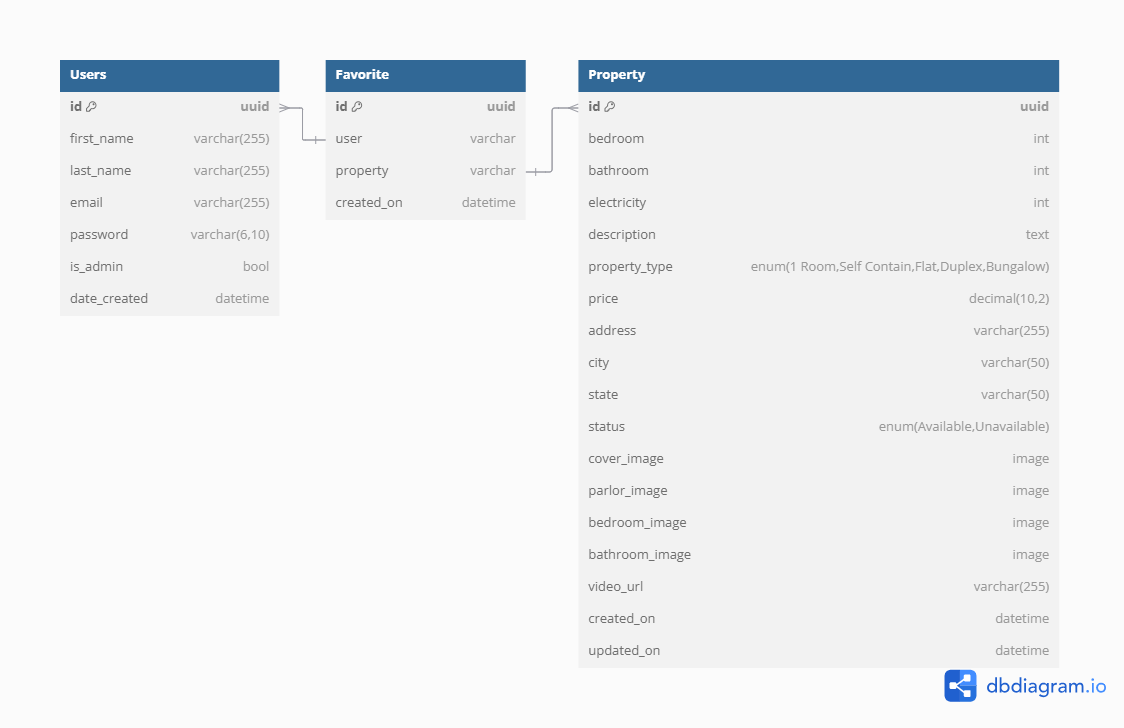 Users
id uuid
first_name varchar(255)
last_name varchar(255)
email varchar(255)
password varchar(6,10)
is_admin bool
date_created datetime
Favorite
id uuid
user varchar
property varchar
created_on datetime
Property
id uuid
bedroom int
bathroom int
electricity int
description text
property_type enum(1 Room,Self Contain,Flat,Duplex,Bungalow)
price decimal(10,2)
address varchar(255)
city varchar(50)
state varchar(50)
status enum(Available,Unavailable)
cover_image image
parlor_image image
bedroom_image image
bathroom_image image
video_url varchar(255)
created_on datetime
updated_on datetime
dbdiagram.io